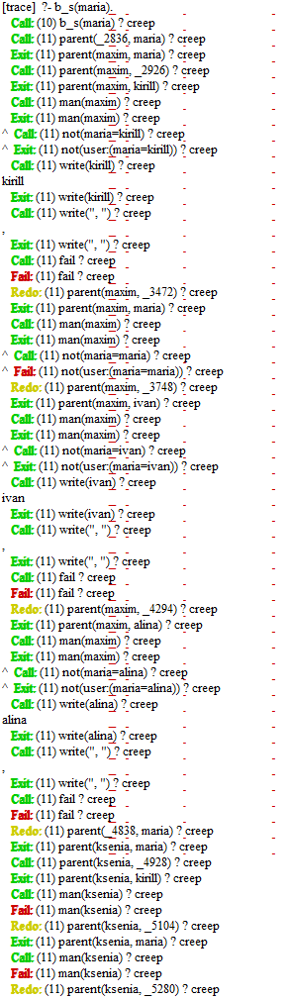 [trace]  ?- b_s(maria).
Call: (10) b_s(maria) ? creep
Call: (11) parent(_2836, maria) ? creep
Exit: (11) parent(maxim, maria) ? creep
Call: (11) parent(maxim, _2926) ? creep
Exit: (11) parent(maxim, kirill) ? creep
Call: (11) man(maxim) ? creep
Exit: (11) man(maxim) ? creep
^ Call: (11) not(maria=kirill) ? creep
^ Exit: (11) not(user:(maria=kirill)) ? creep
Call: (11) write(kirill) ? creep
kirill
Exit: (11) write(kirill) ? creep
Call: (11) write(", ") ? creep
,
Exit: (11) write(", ") ? creep
Call: (11) fail ? creep
Fail: (11) fail ? creep
Redo: (11) parent(maxim, _3472) ? creep
Exit: (11) parent(maxim, maria) ? creep
Call: (11) man(maxim) ? creep
Exit: (11) man(maxim) ? creep
^ Call: (11) not(maria=maria) ? creep
^ Fail: (11) not(user:(maria=maria)) ? creep
Redo: (11) parent(maxim, _3748) ? creep
Exit: (11) parent(maxim, ivan) ? creep
Call: (11) man(maxim) ? creep
Exit: (11) man(maxim) ? creep
^ Call: (11) not(maria=ivan) ? creep
^ Exit: (11) not(user:(maria=ivan)) ? creep
Call: (11) write(ivan) ? creep
ivan
Exit: (11) write(ivan) ? creep
Call: (11) write(", ") ? creep
,
Exit: (11) write(", ") ? creep
Call: (11) fail ? creep
Fail: (11) fail ? creep
Redo: (11) parent(maxim, _4294) ? creep
Exit: (11) parent(maxim, alina) ? creep
Call: (11) man(maxim) ? creep
Exit: (11) man(maxim) ? creep
^ Call: (11) not(maria=alina) ? creep
^ Exit: (11) not(user:(maria=alina)) ? creep
Call: (11) write(alina) ? creep
alina
Exit: (11) write(alina) ? creep
Call: (11) write(", ") ? creep
,
Exit: (11) write(", ") ? creep
Call: (11) fail ? creep
Fail: (11) fail ? creep
Redo: (11) parent(_4838, maria) ? creep
Exit: (11) parent(ksenia, maria) ? creep
Call: (11) parent(ksenia, _4928) ? creep
Exit: (11) parent(ksenia, kirill) ? creep
Call: (11) man(ksenia) ? creep
Fail: (11) man(ksenia) ? creep
Redo: (11) parent(ksenia, _5104) ? creep
Exit: (11) parent(ksenia, maria) ? creep
Call: (11) man(ksenia) ? creep
Fail: (11) man(ksenia) ? creep
Redo: (11) parent(ksenia, _5280) ? creep